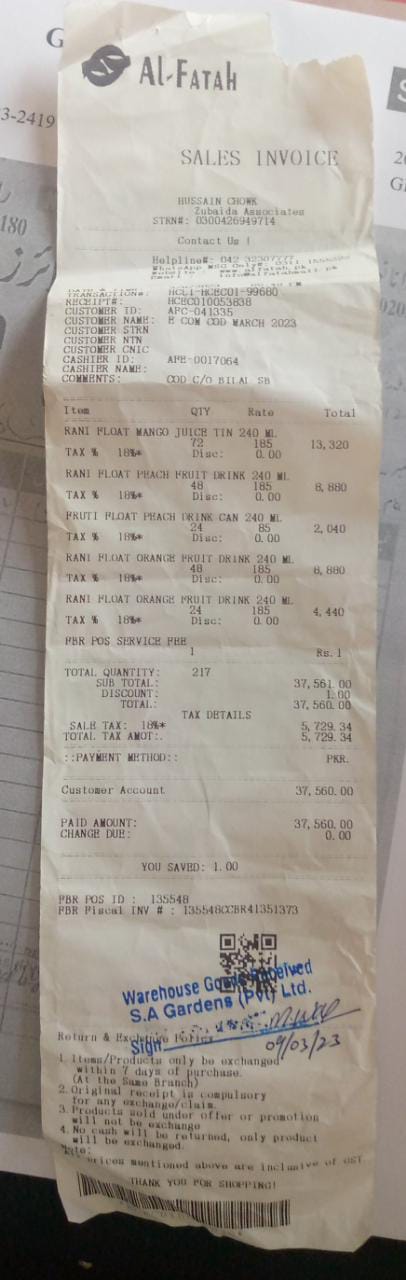 AL-FATAH
SALES INVOICE
HUSSAIN CHOWK
Zubaida Associates
STRN#: 0300426949714
Contact Us !
Helpline#: 042 32307777
WhatsApp MSG Only#: 0311
www.alfatah.pk
TRANSACTION#: HCC1-HCEC01-99680
RECEIPT#: HCEC010053838
CUSTOMER ID: APC-041335
CUSTOMER NAME: E COM COD MARCH 2023
CUSTOMER STRN
CUSTOMER NTN
CUSTOMER CNIC
CASHIER ID: AFE-0017064
CASHIER NAME:
COMMENTS: COD C/O BILAL SB
Item QTY Rate Total
RANI FLOAT MANGO JUICE TIN 240 ML
72 185 13,320
TAX % 18%* Disc: 0.00
RANI FLOAT PEACH FRUIT DRINK 240 ML
48 185 8,880
TAX % 18%* Disc: 0.00
FRUTI FLOAT PEACH DRINK CAN 240 ML
24 85 2,040
TAX % 18%* Disc: 0.00
RANI FLOAT ORANGE FRUIT DRINK 240 ML
48 185 8,880
TAX % 18%* Disc: 0.00
RANI FLOAT ORANGE FRUIT DRINK 240 ML
24 185 4,440
TAX % 18%* Disc: 0.00
FBR POS SERVICE FEE
1 Rs.1
TOTAL QUANTITY: 217
SUB TOTAL: 37,561.00
DISCOUNT: 1.00
TOTAL: 37,560.00
TAX DETAILS
SALE TAX: 18%* 5,729.34
TOTAL TAX AMOT.: 5,729.34
::PAYMENT METHOD:: PKR.
Customer Account 37,560.00
PAID AMOUNT: 37,560.00
CHANGE DUE: 0.00
YOU SAVED: 1.00
FBR POS ID : 135548
FBR Fiscal INV # : 135548CCBR41351373
Warehouse Goods Received
S.A Gardens (Pvt) Ltd.
Sign
09/03/23
Return & Exchange Policy
1. Items/Products only be exchanged
within 7 days of purchase.
(At the Same Branch)
2. Original receipt is compulsory
for any exchange/claim.
3. Products sold under offer or promotion
will not be exchange
4. No cash will be returned, only product
will be exchanged.
Note:
prices mentioned above are inclusive of GST
THANK YOU FOR SHOPPING!
3-2419
180